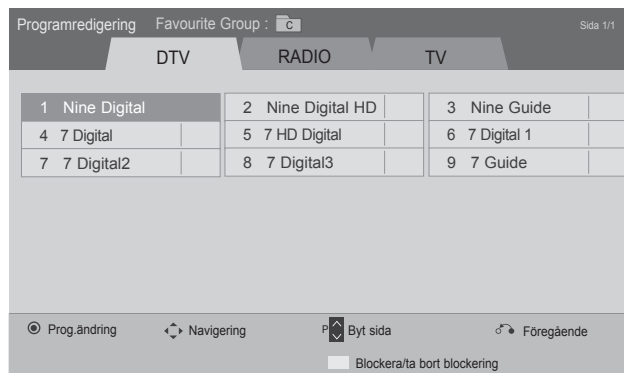 Programredigering Favourite Group : C Sida 1/1
DTV RADIO TV
1 Nine Digital 2 Nine Digital HD 3 Nine Guide
4 7 Digital 5 7 HD Digital 6 7 Digital 1
7 7 Digital2 8 7 Digital3 9 7 Guide
Prog.ändring Navigering P Byt sida Föregående
Blockera/ta bort blockering